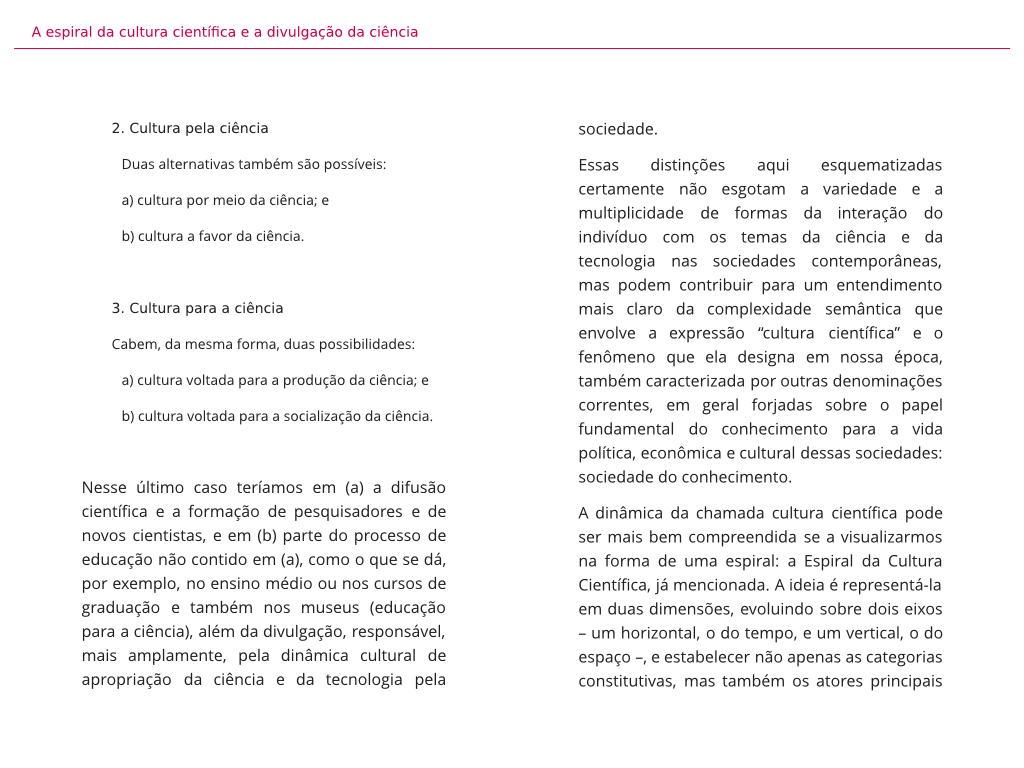 A espiral da cultura científica e a divulgação da ciência
2. Cultura pela ciência
Duas alternativas também são possíveis:
a) cultura por meio da ciência; e
b) cultura a favor da ciência.
3. Cultura para a ciência
Cabem, da mesma forma, duas possibilidades:
a) cultura voltada para a produção da ciência; e
b) cultura voltada para a socialização da ciência.
Nesse último caso teríamos em (a) a difusão
científica e a formação de pesquisadores e de
novos cientistas, e em (b) parte do processo de
educação não contido em (a), como o que se dá,
por exemplo, no ensino médio ou nos cursos de
graduação e também nos museus (educação
para a ciência), além da divulgação, responsável,
mais amplamente, pela dinâmica cultural de
apropriação da ciência e da tecnologia pela
sociedade.
Essas distinções aqui esquematizadas
certamente não esgotam a variedade e a
multiplicidade de formas da interação do
indivíduo com os temas da ciência e da
tecnologia nas sociedades contemporâneas,
mas podem contribuir para um entendimento
mais claro da complexidade semântica que
envolve a expressão “cultura científica” e o
fenômeno que ela designa em nossa época,
também caracterizada por outras denominações
correntes, em geral forjadas sobre o papel
fundamental do conhecimento para a vida
política, econômica e cultural dessas sociedades:
sociedade do conhecimento.
A dinâmica da chamada cultura científica pode
ser mais bem compreendida se a visualizarmos
na forma de uma espiral: a Espiral da Cultura
Científica, já mencionada. A ideia é representá-la
em duas dimensões, evoluindo sobre dois eixos
– um horizontal, o do tempo, e um vertical, o do
espaço –, e estabelecer não apenas as categorias
constitutivas, mas também os atores principais